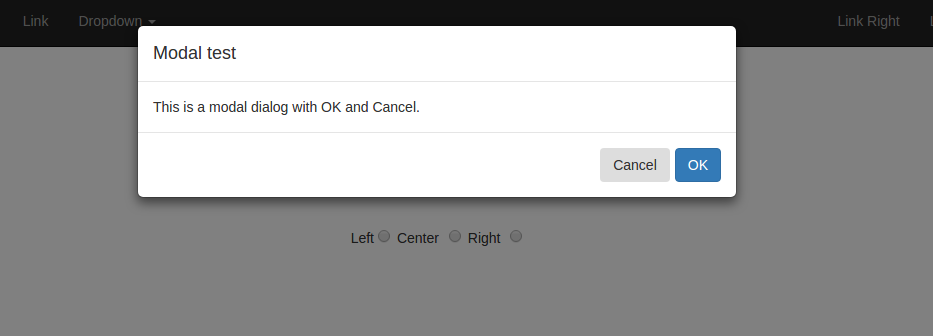 Link Dropdown Link Right
Modal test
This is a modal dialog with OK and Cancel.
Cancel OK
Left Center Right